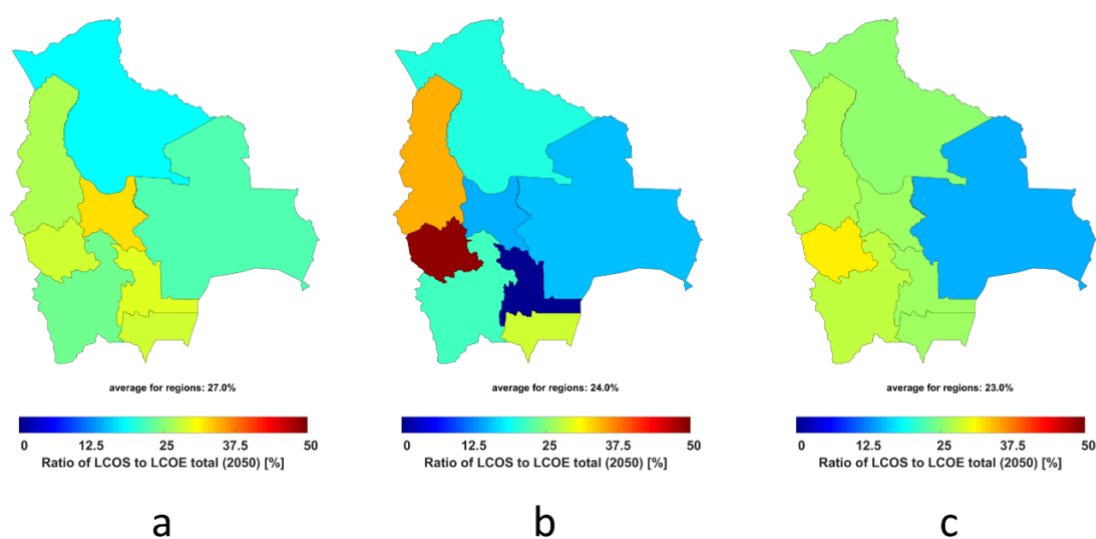 average for regions: 27.0%
average for regions: 24.0%
average for regions: 23.0%
0 12.5 25 37.5 50
0 12.5 25 37.5 50
0 12.5 25 37.5 50
Ratio of LCOS to LCOE total (2050) [%]
Ratio of LCOS to LCOE total (2050) [%]
Ratio of LCOS to LCOE total (2050) [%]
a
b
c